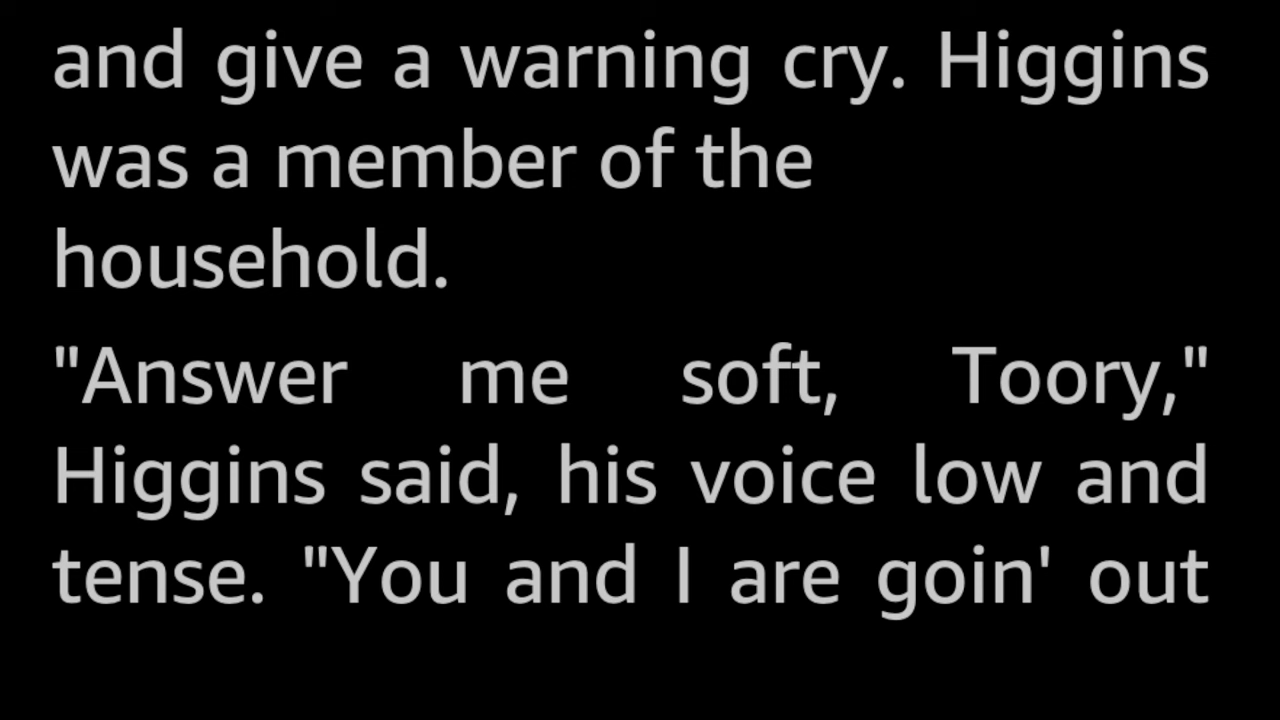 and give a warning cry. Higgins
was a member of the
household.
"Answer me soft, Toory,"
Higgins said, his voice low and
tense. "You and I are goin' out